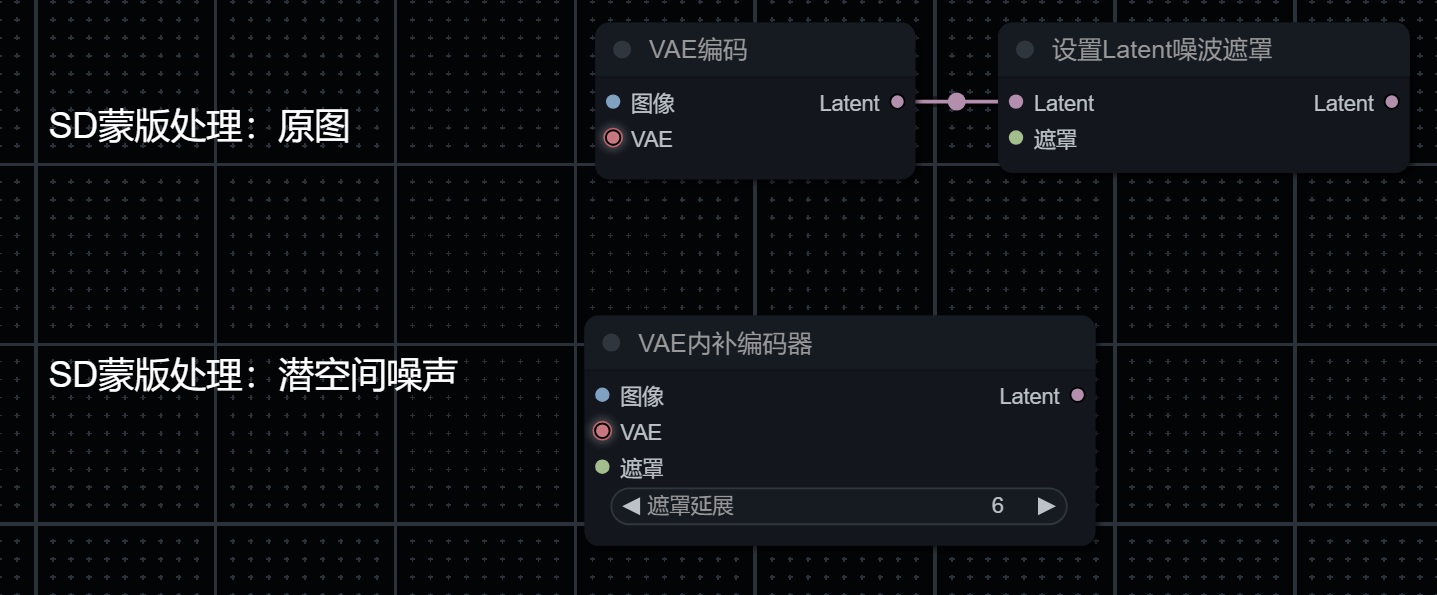 VAE编码
设置Latent噪波遮罩
SD蒙版处理：原图
图像
Latent
Latent
Latent
VAE
遮罩
VAE内补编码器
SD蒙版处理：潜空间噪声
图像
Latent
VAE
遮罩
遮罩延展
6